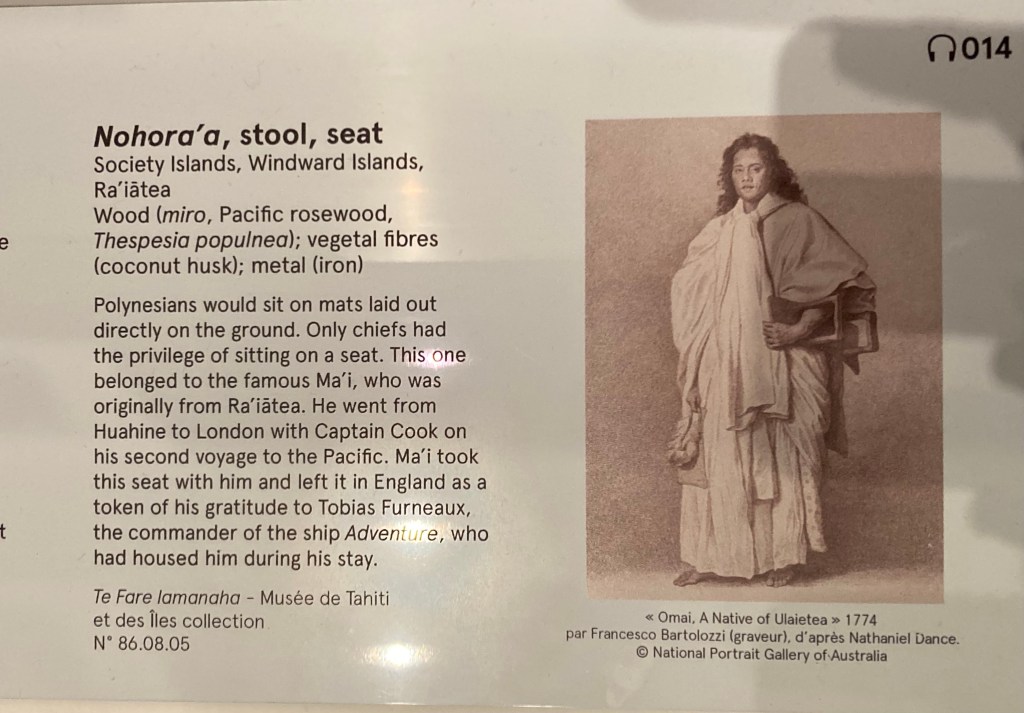 014
Nohora'a, stool, seat
Society Islands, Windward Islands,
Ra'iātea
Wood (miro, Pacific rosewood,
Thespesia populnea); vegetal fibres
(coconut husk); metal (iron)
Polynesians would sit on mats laid out
directly on the ground. Only chiefs had
the privilege of sitting on a seat. This one
belonged to the famous Ma'i, who was
originally from Ra'iātea. He went from
Huahine to London with Captain Cook on
his second voyage to the Pacific. Ma'i took
this seat with him and left it in England as a
token of his gratitude to Tobias Furneaux,
the commander of the ship Adventure, who
had housed him during his stay.
Te Fare Iamanaha - Musée de Tahiti
et des Îles collection
N° 86.08.05
« Omai, A Native of Ulaietea » 1774
par Francesco Bartolozzi (graveur), d'après Nathaniel Dance.
© National Portrait Gallery of Australia
e
t